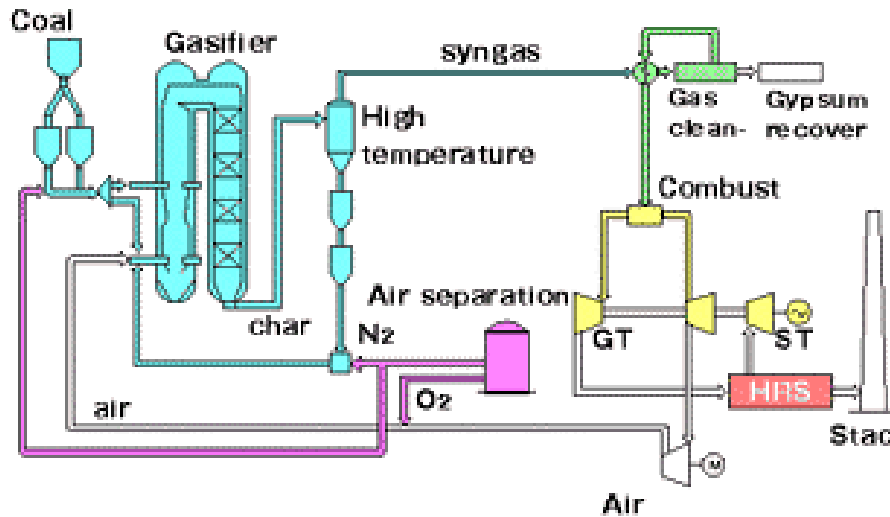 Coal
Gasifier
syngas
Gas
clean-
Gypsum
recover
High
temperature
Combust
Air separation
char
N2
GT
ST
O2
HRS
air
Stac
M
Air